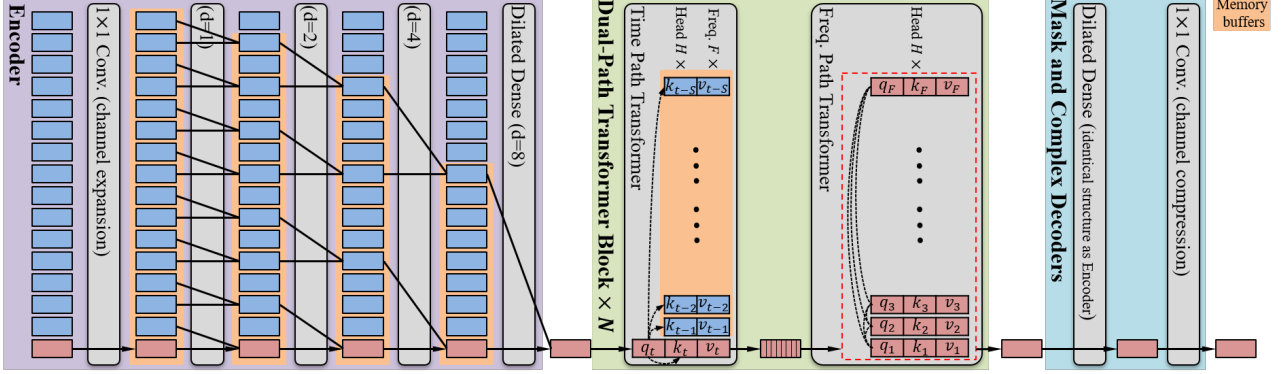 Encoder
1×1 Conv. (channel expansion)
(d=1)
(d=2)
(d=4)
Dilated Dense (d=8)
Dual-Path Transformer Block × N
Time Path Transformer
Head H ×
Freq. F ×
k_{t-S} v_{t-S}
k_{t-2} v_{t-2}
k_{t-1} v_{t-1}
q_t k_t v_t
Freq. Path Transformer
Head H ×
q_F k_F v_F
q_3 k_3 v_3
q_2 k_2 v_2
q_1 k_1 v_1
Mask and Complex Decoders
Dilated Dense (identical structure as Encoder)
1×1 Conv. (channel compression)
Memory
buffers